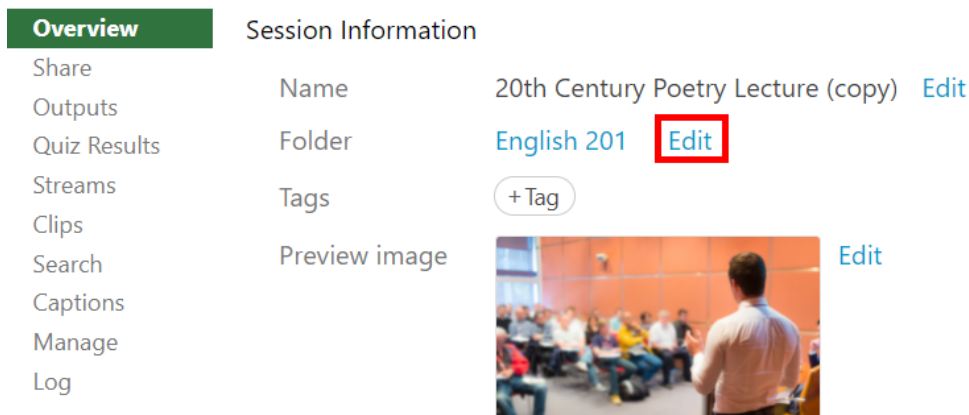 Overview
Share
Outputs
Quiz Results
Streams
Clips
Search
Captions
Manage
Log
Session Information
Name 20th Century Poetry Lecture (copy) Edit
Folder English 201 Edit
Tags + Tag
Preview image Edit